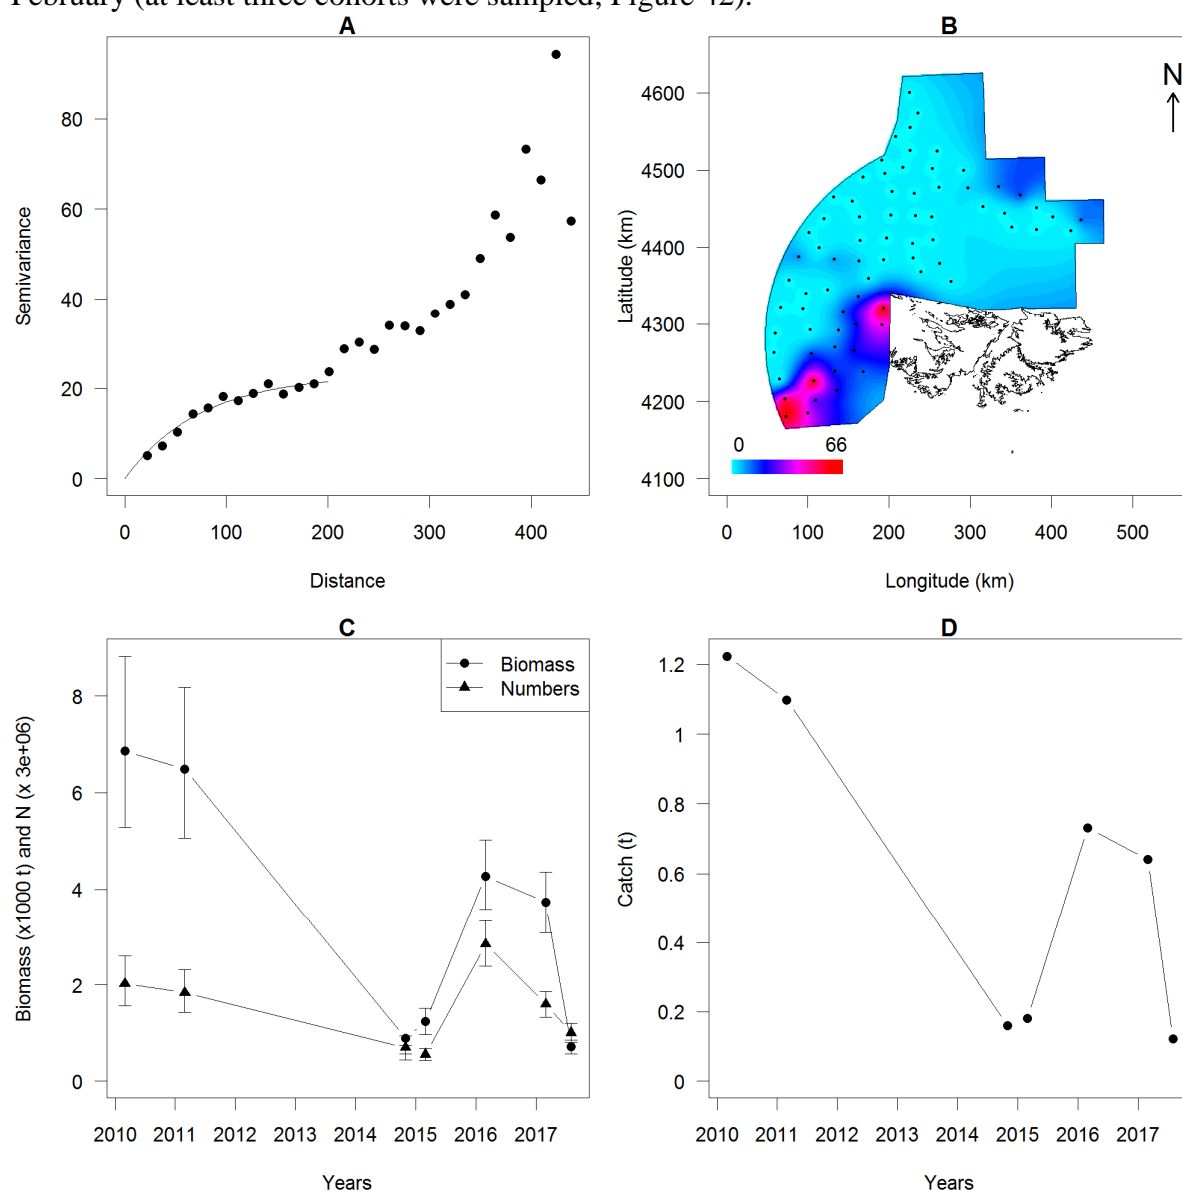 February (at least three cohorts were sampled, Figure 42).
A
Semivariance
80
60
40
20
0
0 100 200 300 400
Distance
B
N
Latitude (km)
4600
4500
4400
4300
4200
4100
0 66
0 100 200 300 400 500
Longitude (km)
C
Biomass
Numbers
Biomass (x1000 t) and N (x 3e+06)
8
6
4
2
0
2010 2011 2012 2013 2014 2015 2016 2017
Years
D
Catch (t)
1.2
1
0.8
0.6
0.4
0.2
0
2010 2011 2012 2013 2014 2015 2016 2017
Years